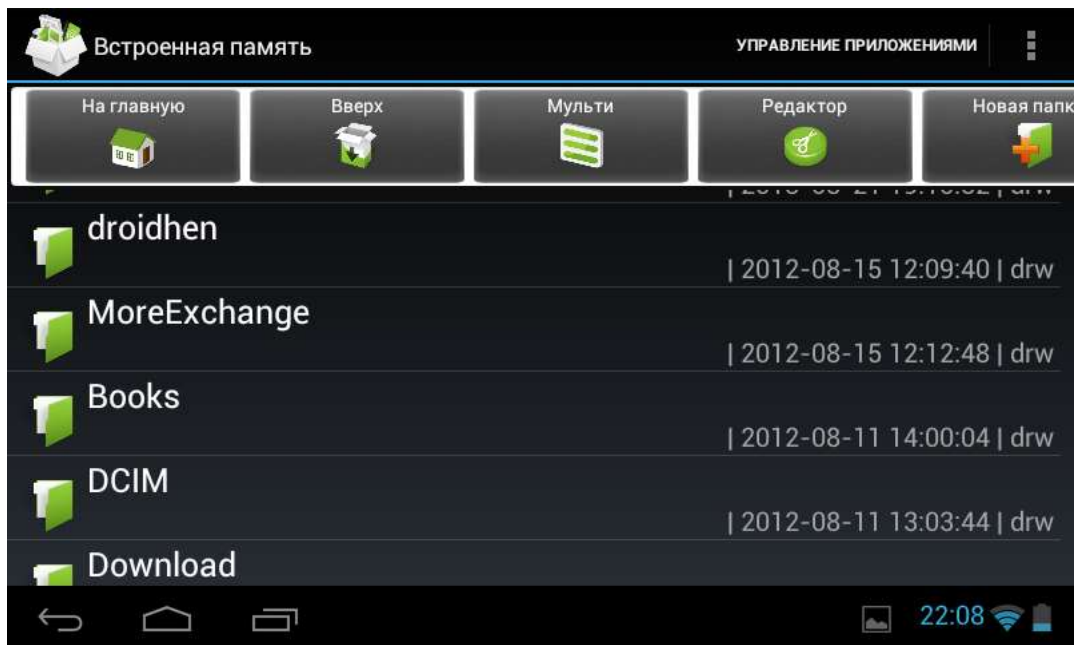 Встроенная память
УПРАВЛЕНИЕ ПРИЛОЖЕНИЯМИ
На главную Вверх Мульти Редактор Новая папк
droidhen
| 2012-08-15 12:09:40 | drw
MoreExchange
| 2012-08-15 12:12:48 | drw
Books
| 2012-08-11 14:00:04 | drw
DCIM
| 2012-08-11 13:03:44 | drw
Download
22:08